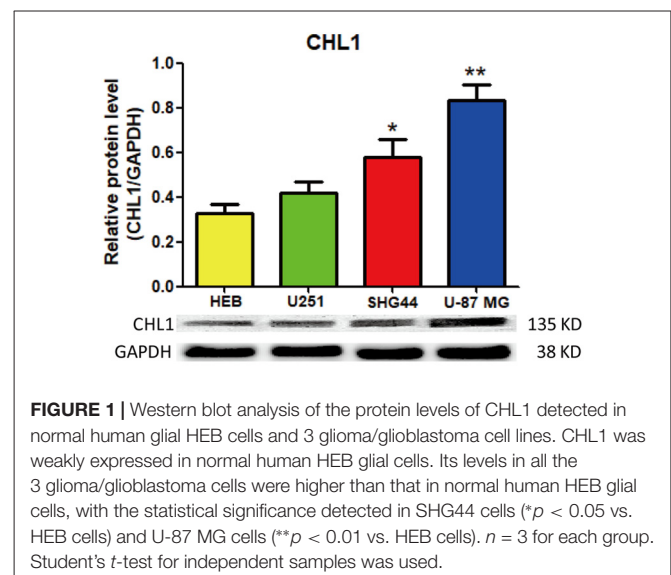 CHL1
Relative protein level
(CHL1/GAPDH)
1.0
0.8
0.6
0.4
0.2
0.0
*
**
HEB U251 SHG44 U-87 MG
CHL1 135 KD
GAPDH 38 KD
FIGURE 1 | Western blot analysis of the protein levels of CHL1 detected in
normal human glial HEB cells and 3 glioma/glioblastoma cell lines. CHL1 was
weakly expressed in normal human HEB glial cells. Its levels in all the
3 glioma/glioblastoma cells were higher than that in normal human HEB glial
cells, with the statistical significance detected in SHG44 cells (*p < 0.05 vs.
HEB cells) and U-87 MG cells (**p < 0.01 vs. HEB cells). n = 3 for each group.
Student’s t-test for independent samples was used.